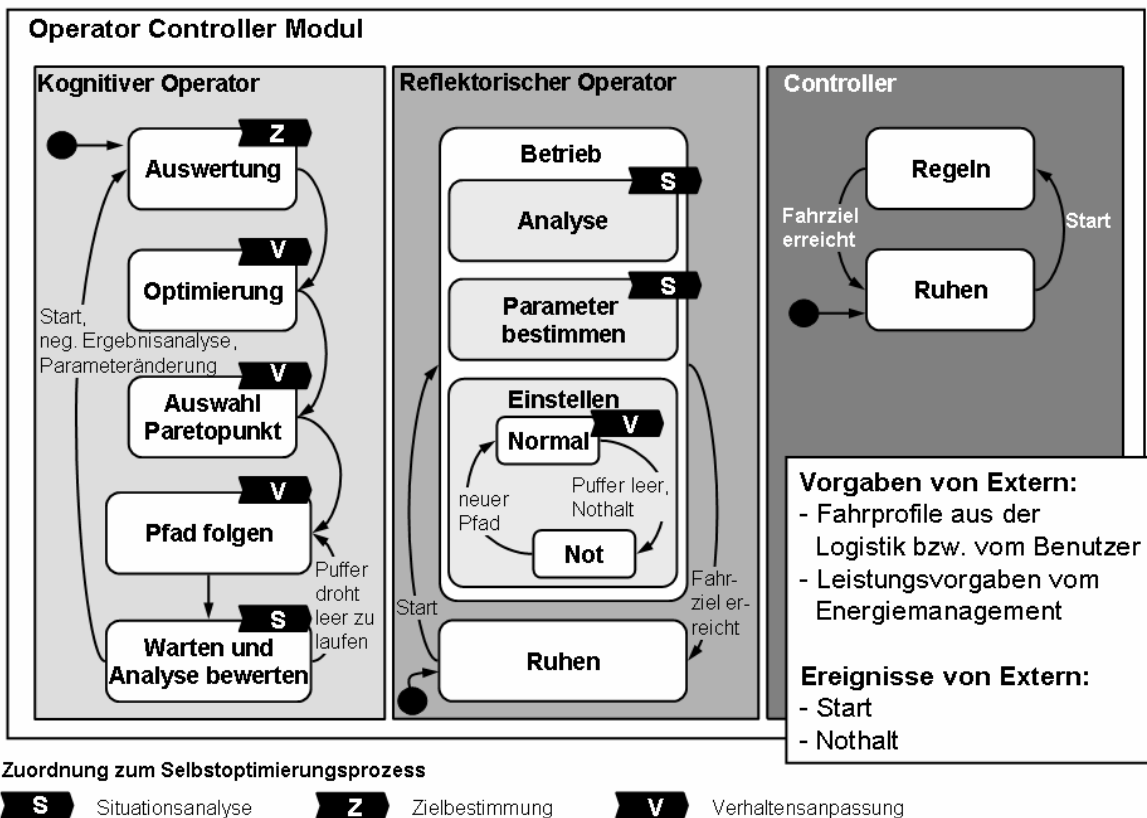 Operator Controller Modul
Kognitiver Operator
Z
Auswertung
V
Optimierung
Start,
neg. Ergebnisanalyse,
Parameteränderung
V
Auswahl
Paretopunkt
V
Pfad folgen
Puffer
droht
leer zu
laufen
S
Warten und
Analyse bewerten
Reflektorischer Operator
Betrieb
S
Analyse
S
Parameter
bestimmen
Einstellen
V
Normal
neuer
Pfad
Puffer leer,
Nothalt
Not
Start
Fahr-
ziel er-
reicht
Ruhen
Controller
Regeln
Fahrziel
erreicht
Start
Ruhen
Vorgaben von Extern:
- Fahrprofile aus der
Logistik bzw. vom Benutzer
- Leistungsvorgaben vom
Energiemanagement
Ereignisse von Extern:
- Start
- Nothalt
Zuordnung zum Selbstoptimierungsprozess
S Situationsanalyse Z Zielbestimmung V Verhaltensanpassung